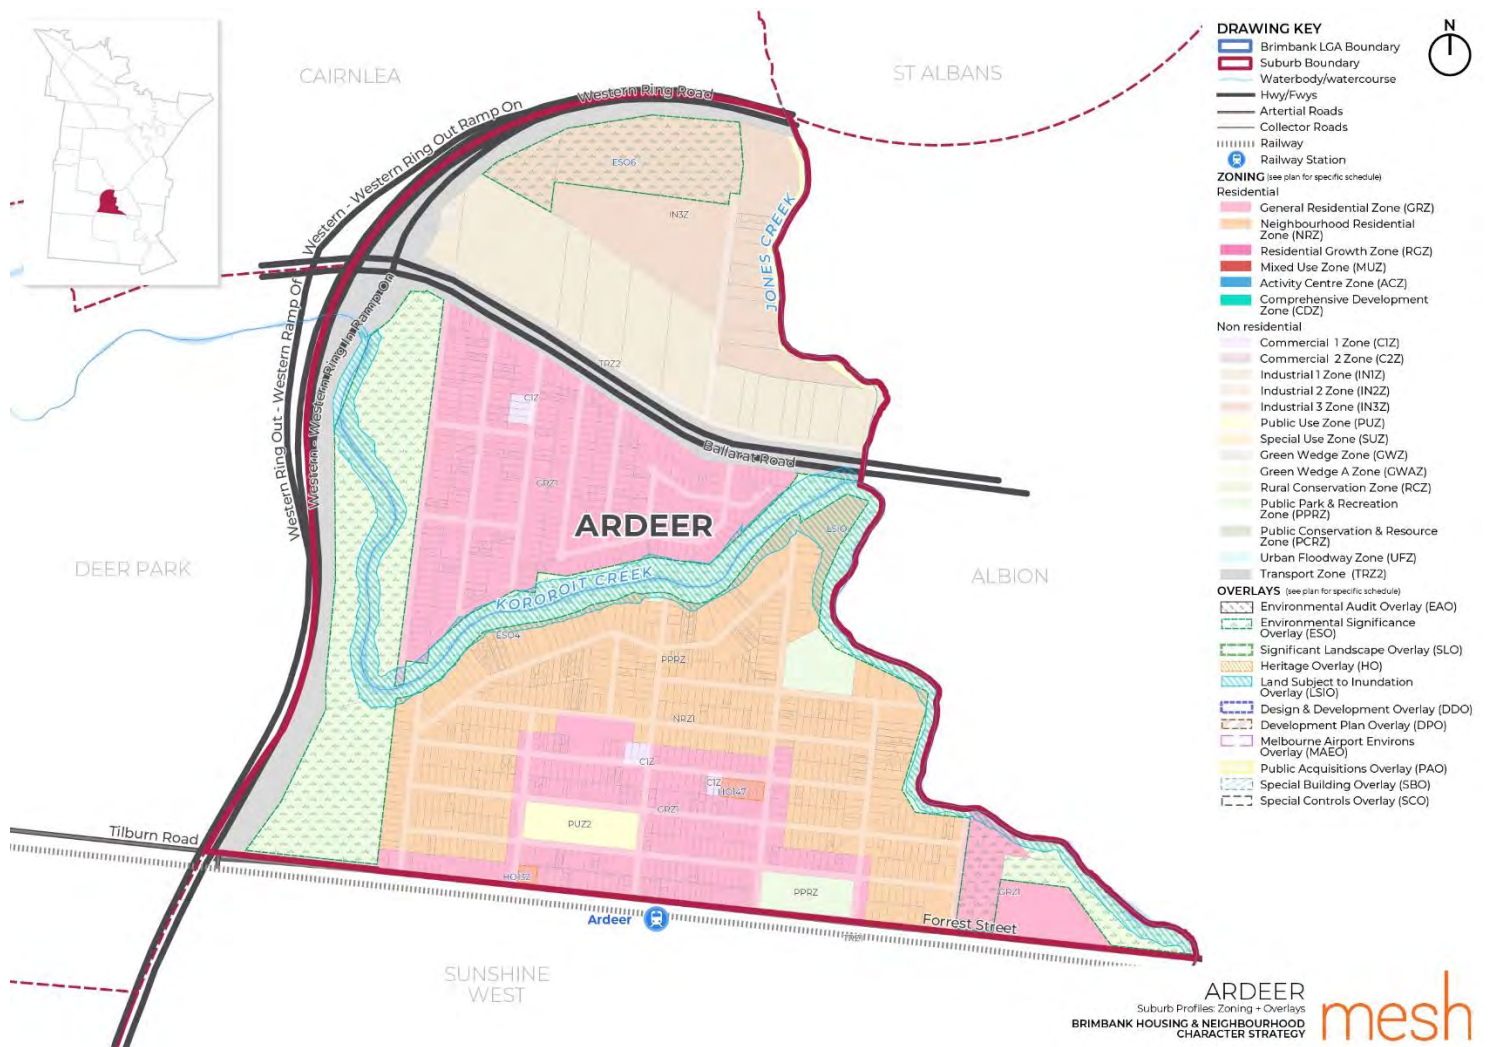 CAIRNLEA
ST ALBANS
Western Ring Road
Western - Western Ring Out Ramp On
Western Ring Out - Western Ramp Of
Western - Western Ring In Ramp On
ESO6
IN3Z
JONES CREEK
TRZ2
C1Z
Ballarat Road
GRZ1
ARDEER
LSIO
DEER PARK
ALBION
KOROROIT CREEK
ESO4
PPRZ
NRZ1
C1Z
C1Z
HO147
GRZ1
PUZ2
Tilburn Road
HO132
PPRZ
GRZ1
Forrest Street
Ardeer
SUNSHINE
WEST
N
DRAWING KEY
Brimbank LGA Boundary
Suburb Boundary
Waterbody/watercourse
Hwy/Fwys
Artertial Roads
Collector Roads
Railway
Railway Station
ZONING (see plan for specific schedule)
Residential
General Residential Zone (GRZ)
Neighbourhood Residential
Zone (NRZ)
Residential Growth Zone (RGZ)
Mixed Use Zone (MUZ)
Activity Centre Zone (ACZ)
Comprehensive Development
Zone (CDZ)
Non residential
Commercial 1 Zone (C1Z)
Commercial 2 Zone (C2Z)
Industrial 1 Zone (IN1Z)
Industrial 2 Zone (IN2Z)
Industrial 3 Zone (IN3Z)
Public Use Zone (PUZ)
Special Use Zone (SUZ)
Green Wedge Zone (GWZ)
Green Wedge A Zone (GWAZ)
Rural Conservation Zone (RCZ)
Public Park & Recreation
Zone (PPRZ)
Public Conservation & Resource
Zone (PCRZ)
Urban Floodway Zone (UFZ)
Transport Zone (TRZ2)
OVERLAYS (see plan for specific schedule)
Environmental Audit Overlay (EAO)
Environmental Significance
Overlay (ESO)
Significant Landscape Overlay (SLO)
Heritage Overlay (HO)
Land Subject to Inundation
Overlay (LSIO)
Design & Development Overlay (DDO)
Development Plan Overlay (DPO)
Melbourne Airport Environs
Overlay (MAEO)
Public Acquisitions Overlay (PAO)
Special Building Overlay (SBO)
Special Controls Overlay (SCO)
ARDEER
Suburb Profiles: Zoning + Overlays
BRIMBANK HOUSING & NEIGHBOURHOOD
CHARACTER STRATEGY
mesh